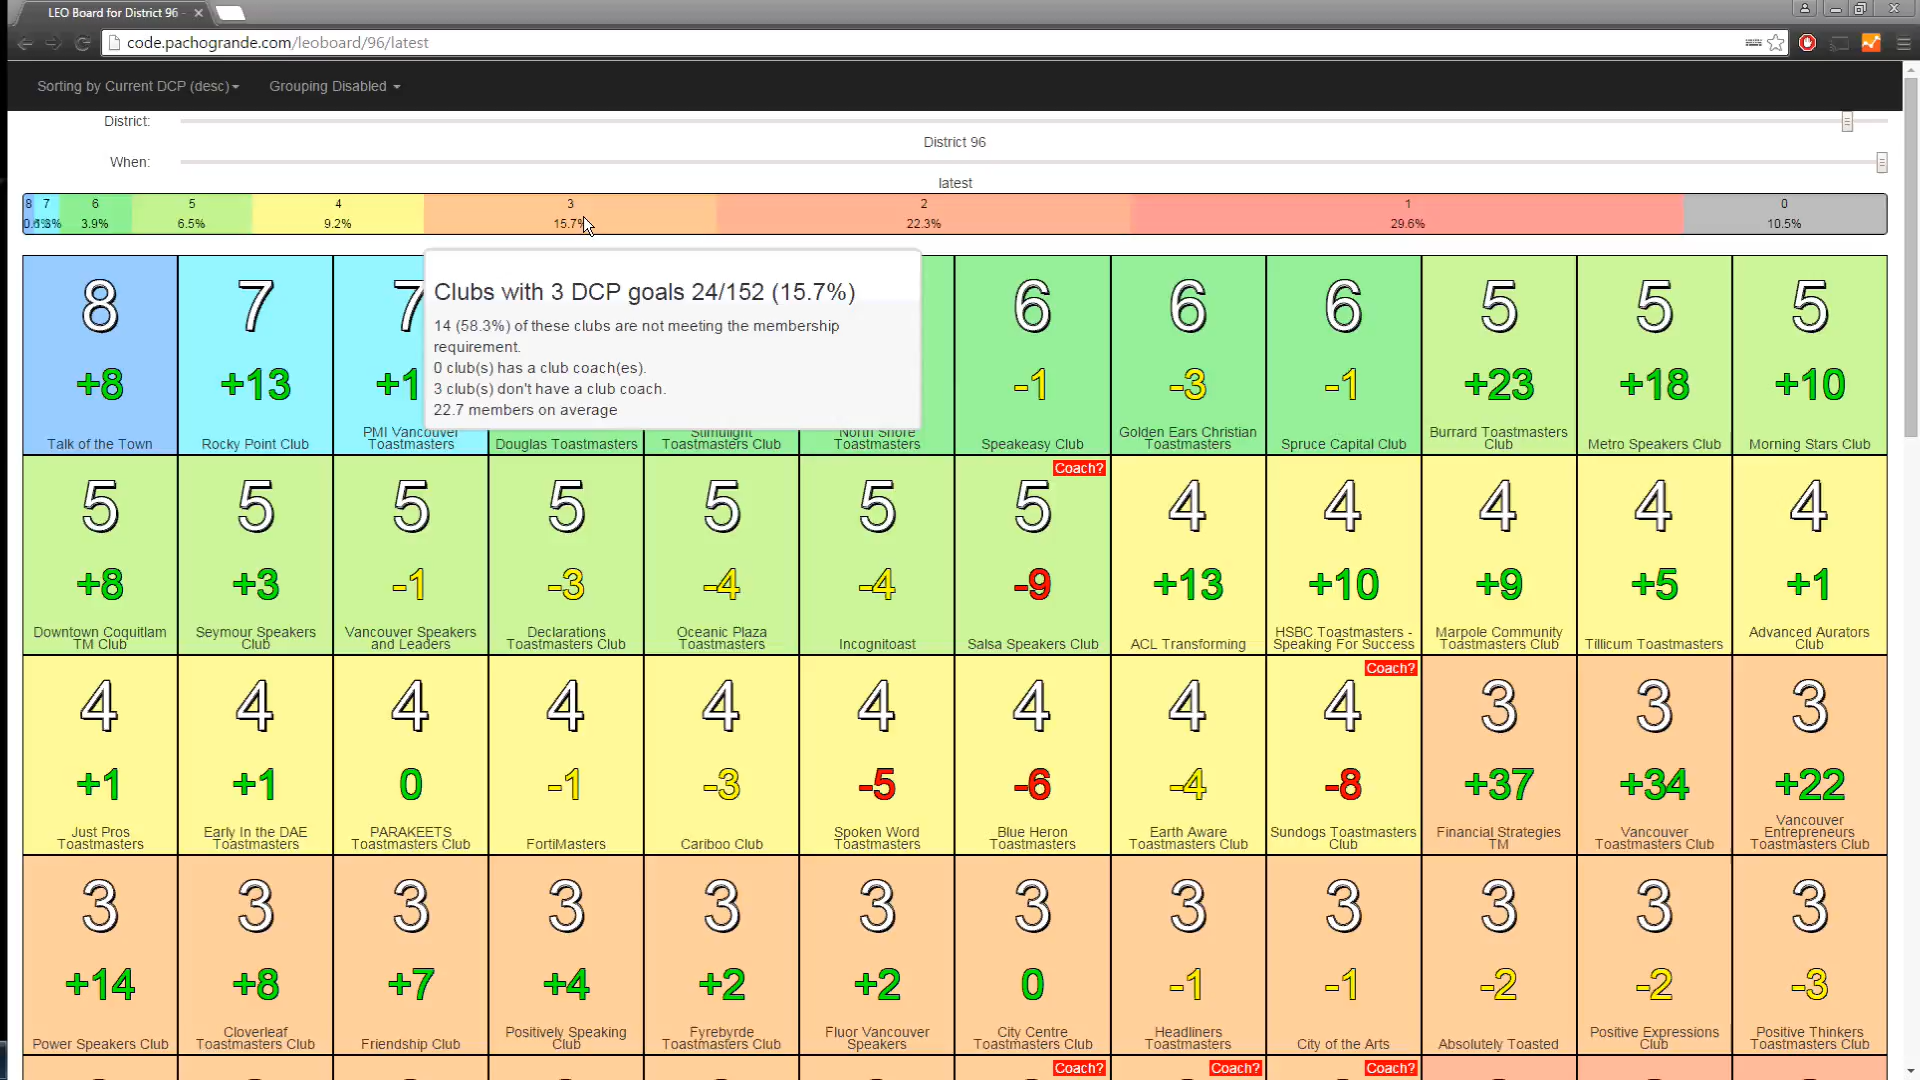 LEO Board for District 96
code.pachogrande.com/leoboard/96/latest
Sorting by Current DCP (desc)
Grouping Disabled
District:
District 96
When:
latest
8 7 6 5 4 3 2 1 0
3.9% 6.5% 9.2% 15.7% 22.3% 29.6% 10.5%
Clubs with 3 DCP goals 24/152 (15.7%)
14 (58.3%) of these clubs are not meeting the membership
requirement.
0 club(s) has a club coach(es).
3 club(s) don't have a club coach.
22.7 members on average
8
+8
Talk of the Town
7
+13
Rocky Point Club
7
+1
PMI Vancouver
Toastmasters
Douglas Toastmasters
Stimulight
Toastmasters Club
North Shore
Toastmasters
6
-1
Speakeasy Club
6
-3
Golden Ears Christian
Toastmasters
6
-1
Spruce Capital Club
5
+23
Burrard Toastmasters
Club
5
+18
Metro Speakers Club
5
+10
Morning Stars Club
5
+8
Downtown Coquitlam
TM Club
5
+3
Seymour Speakers
Club
5
-1
Vancouver Speakers
and Leaders
5
-3
Declarations
Toastmasters Club
5
-4
Oceanic Plaza
Toastmasters
5
-4
Incognitoast
Coach?
5
-9
Salsa Speakers Club
4
+13
ACL Transforming
4
+10
HSBC Toastmasters -
Speaking For Success
4
+9
Marpole Community
Toastmasters Club
4
+5
Tillicum Toastmasters
4
+1
Advanced Aurators
Club
4
+1
Just Pros
Toastmasters
4
+1
Early In the DAE
Toastmasters
4
0
PARAKEETS
Toastmasters Club
4
-1
FortiMasters
4
-3
Cariboo Club
4
-5
Spoken Word
Toastmasters
4
-6
Blue Heron
Toastmasters
4
-4
Earth Aware
Toastmasters Club
Coach?
4
-8
Sundogs Toastmasters
Club
3
+37
Financial Strategies
TM
3
+34
Vancouver
Toastmasters Club
3
+22
Vancouver
Entrepreneurs
Toastmasters Club
3
+14
Power Speakers Club
3
+8
Cloverleaf
Toastmasters Club
3
+7
Friendship Club
3
+4
Positively Speaking
Club
3
+2
Fyrebyrde
Toastmasters Club
3
+2
Fluor Vancouver
Speakers
3
0
City Centre
Toastmasters Club
3
-1
Headliners
Toastmasters
3
-1
City of the Arts
3
-2
Absolutely Toasted
3
-2
Positive Expressions
Club
3
-3
Positive Thinkers
Toastmasters Club
Coach?
Coach?
Coach?